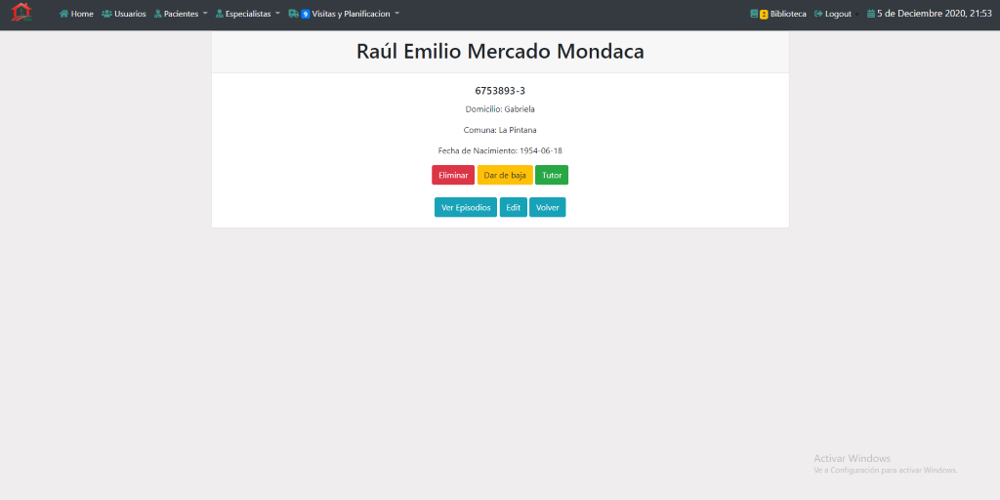 Home Usuarios Pacientes Especialistas 9 Visitas y Planificacion Biblioteca Logout 5 de Deciembre 2020, 21:53
Raúl Emilio Mercado Mondaca
6753893-3
Domicilio: Gabriela
Comuna: La Pintana
Fecha de Nacimiento: 1954-06-18
Eliminar Dar de baja Tutor
Ver Episodios Edit Volver
Activar Windows
Ve a Configuración para activar Windows.